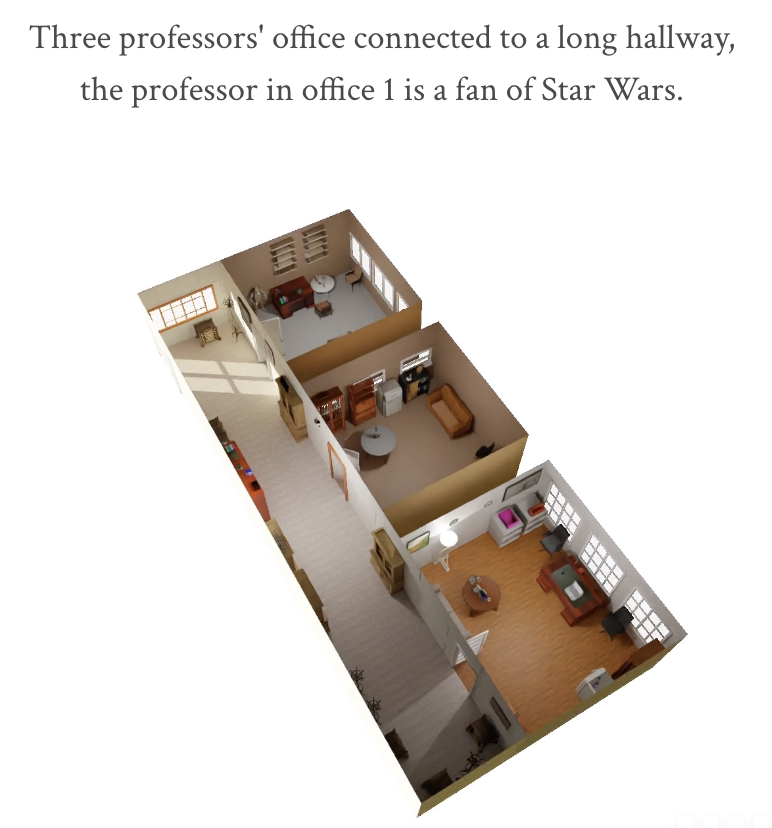 Three professors' office connected to a long hallway,
the professor in office 1 is a fan of Star Wars.